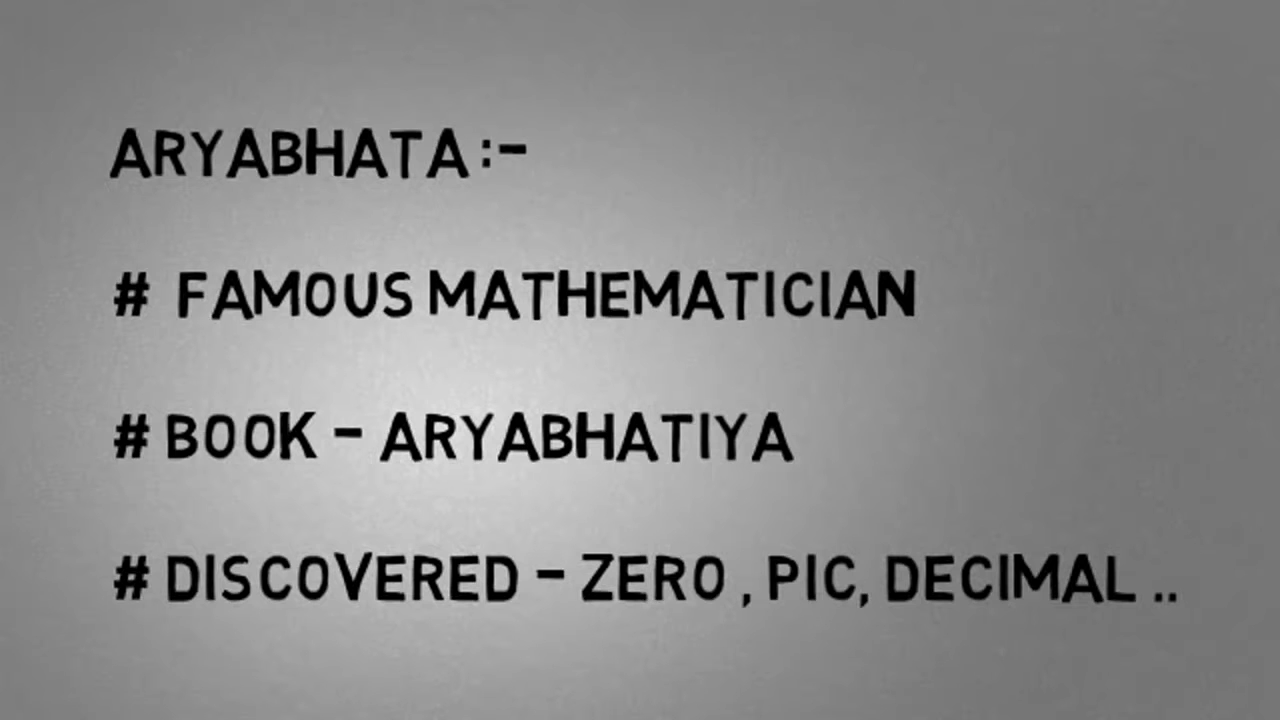 ARYABHATA :-
# FAMOUS MATHEMATICIAN
# BOOK - ARYABHATIYA
# DISCOVERED - ZERO , PIC, DECIMAL ..